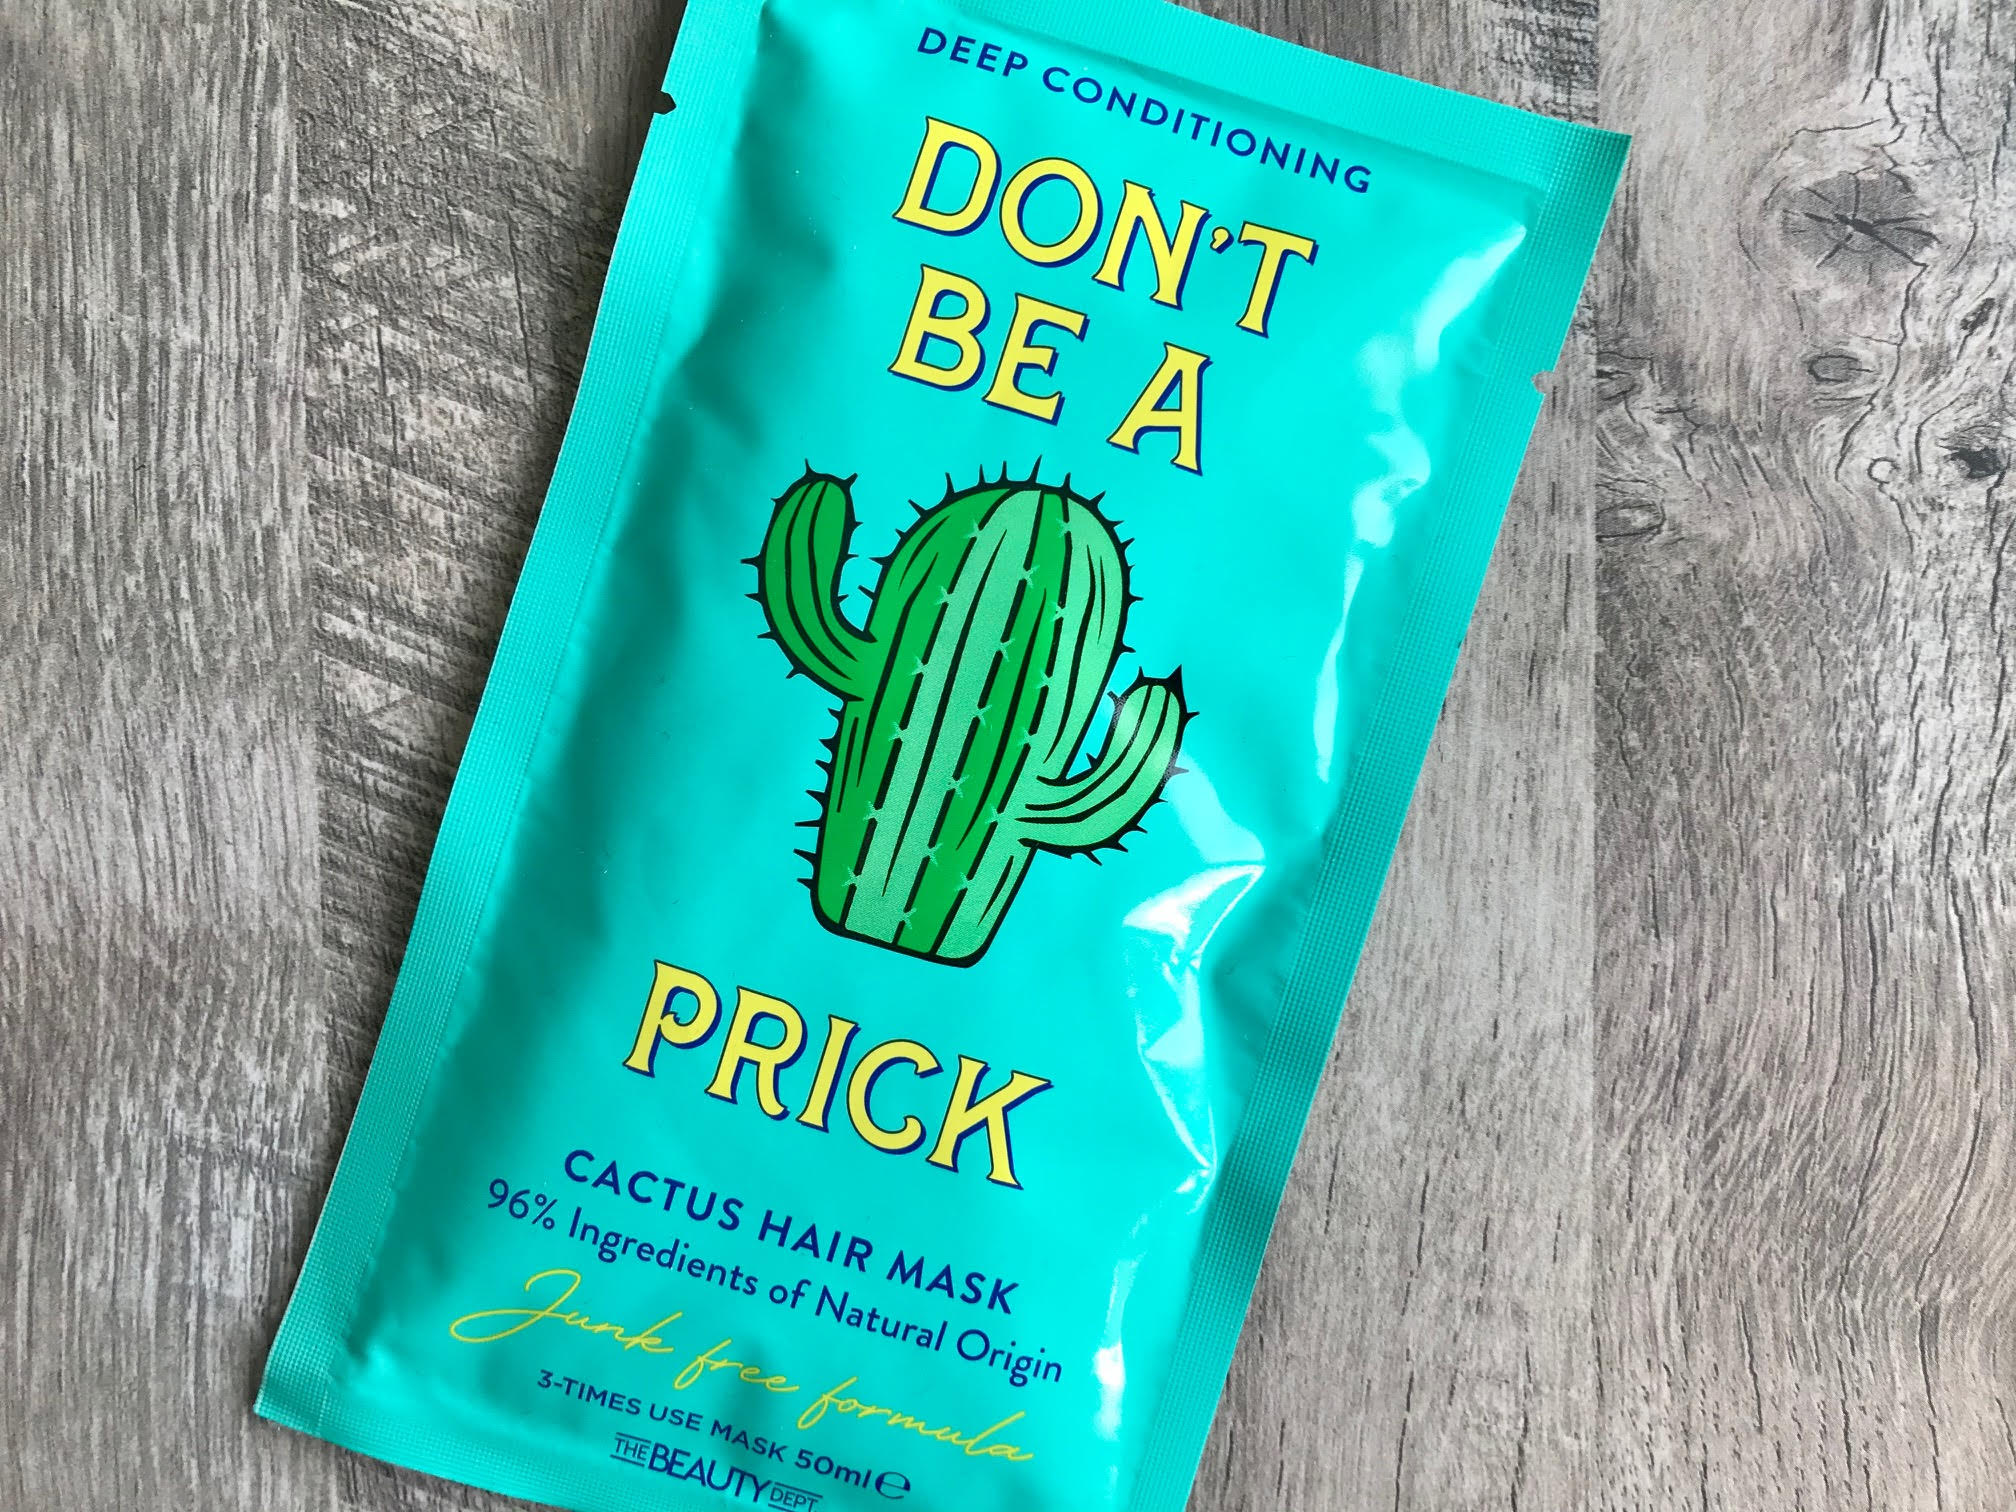 DEEP CONDITIONING
DON'T
BE A
PRICK
CACTUS HAIR MASK
96% Ingredients of Natural Origin
Junk free formula
3-TIMES USE MASK 50ml℮
THE BEAUTY DEPT